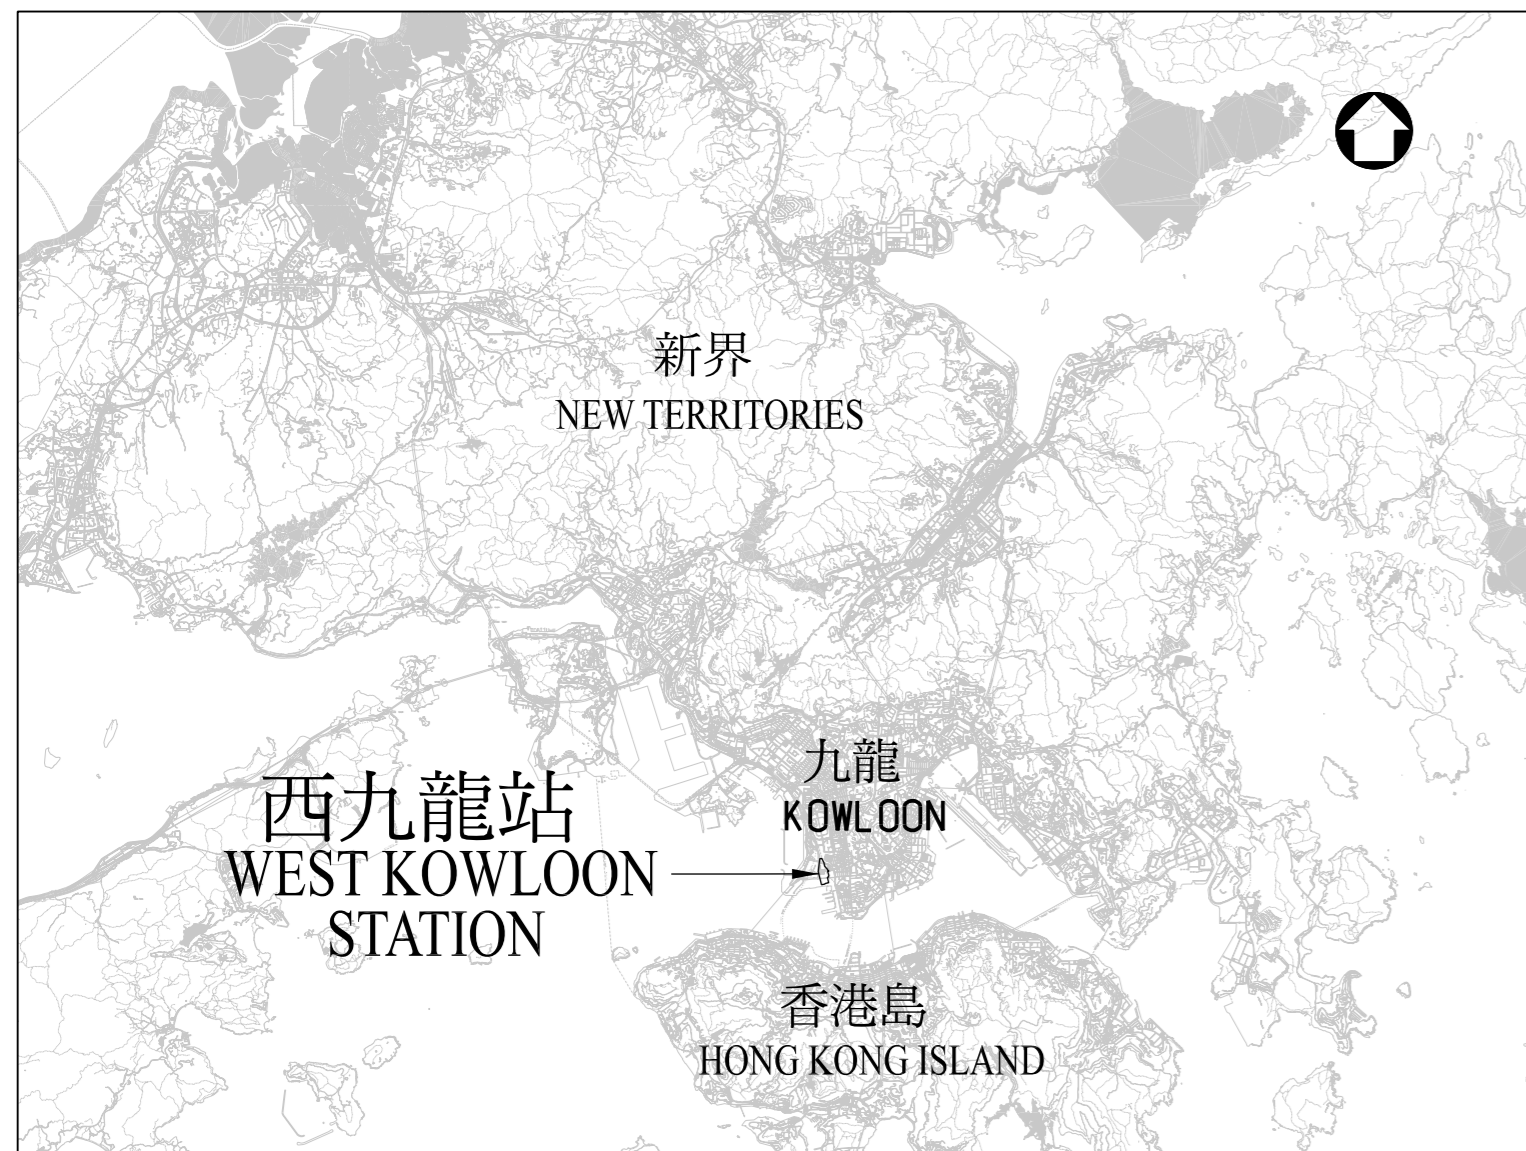 新界
NEW TERRITORIES
九龍
KOWLOON
西九龍站
WEST KOWLOON
STATION
香港島
HONG KONG ISLAND